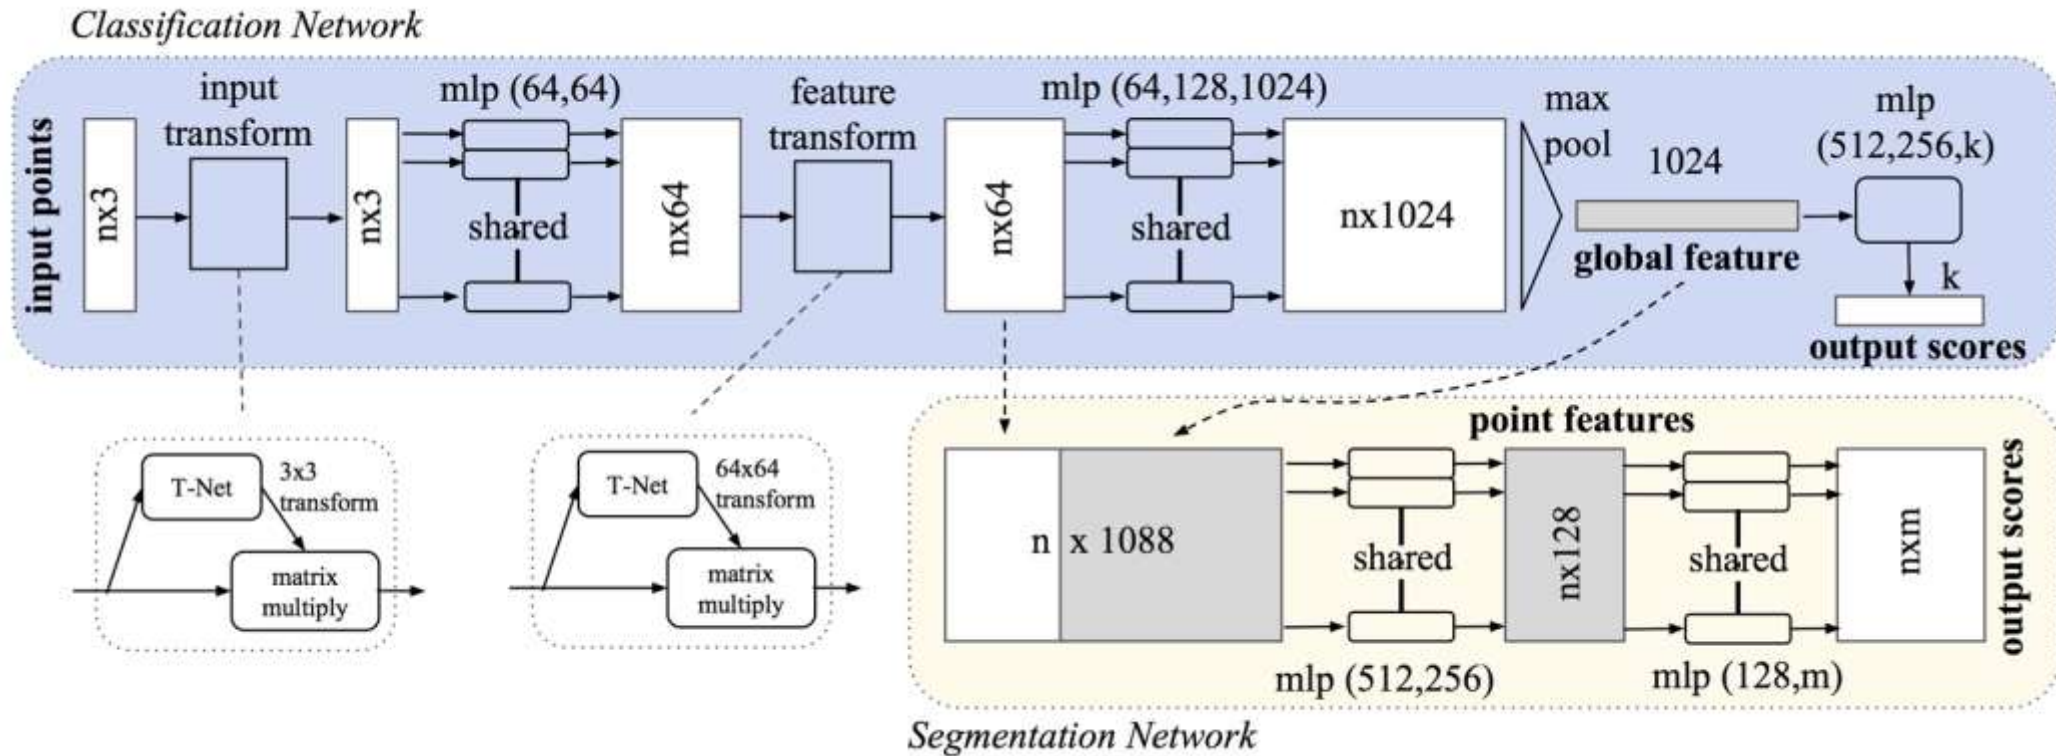 Classification Network
input points
nx3
input
transform
nx3
mlp (64,64)
shared
nx64
feature
transform
nx64
mlp (64,128,1024)
shared
nx1024
max
pool
1024
global feature
mlp
(512,256,k)
k
output scores
T-Net
3x3
transform
matrix
multiply
T-Net
64x64
transform
matrix
multiply
point features
n x 1088
shared
mlp (512,256)
nx128
shared
mlp (128,m)
nxm
output scores
Segmentation Network